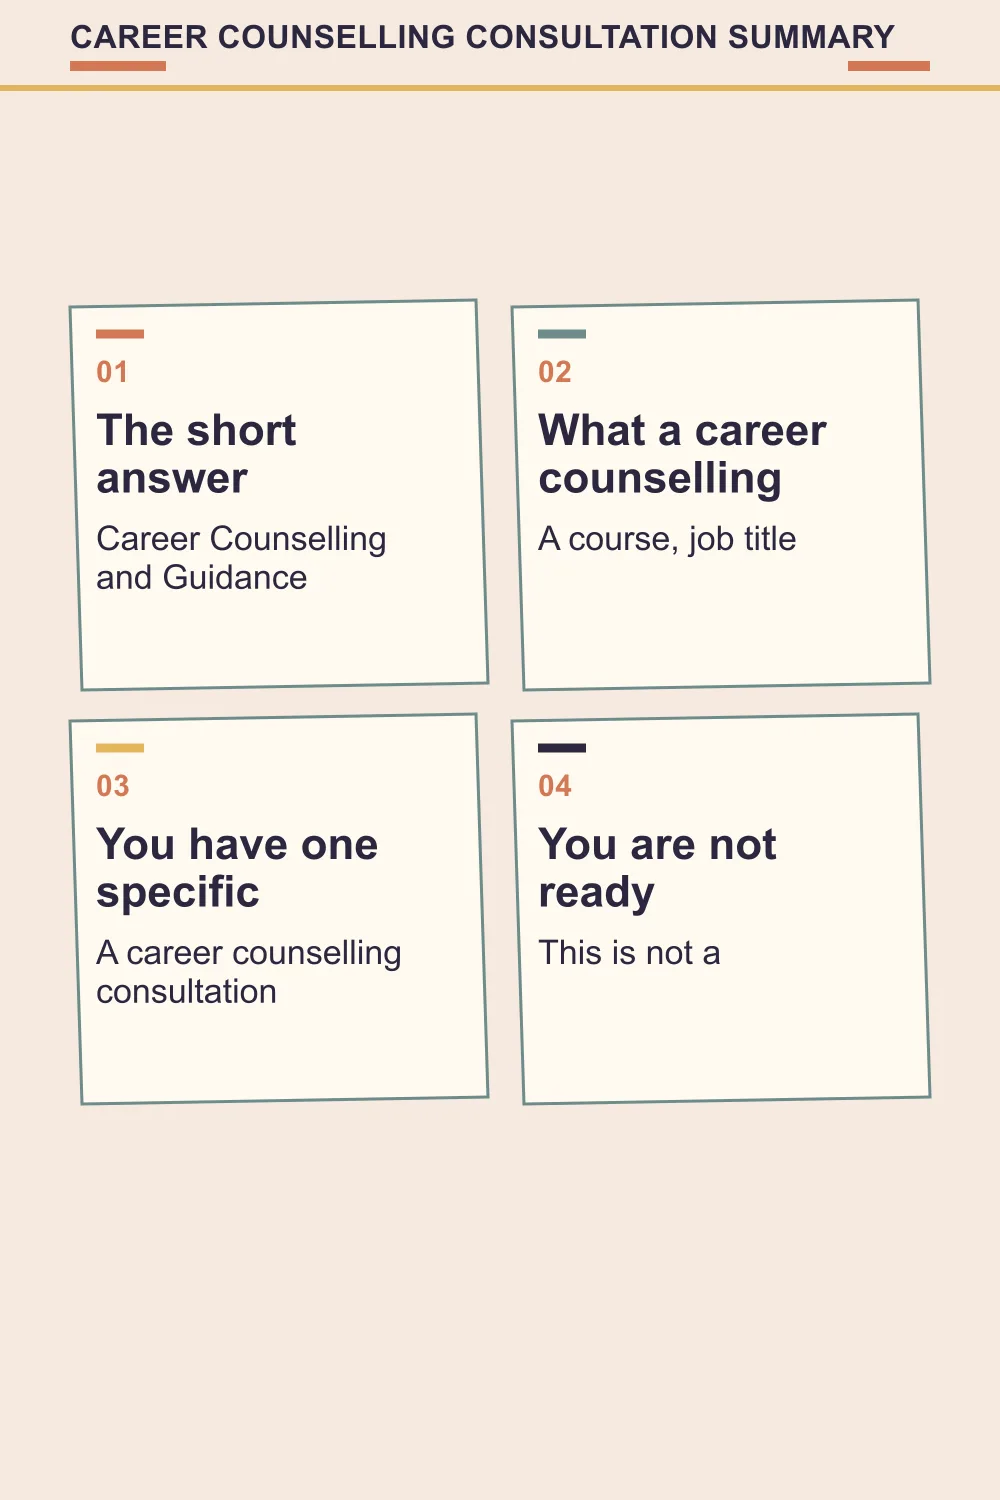 CAREER COUNSELLING CONSULTATION SUMMARY
01
The short
answer
Career Counselling
and Guidance
02
What a career
counselling
A course, job title
03
You have one
specific
A career counselling
consultation
04
You are not
ready
This is not a